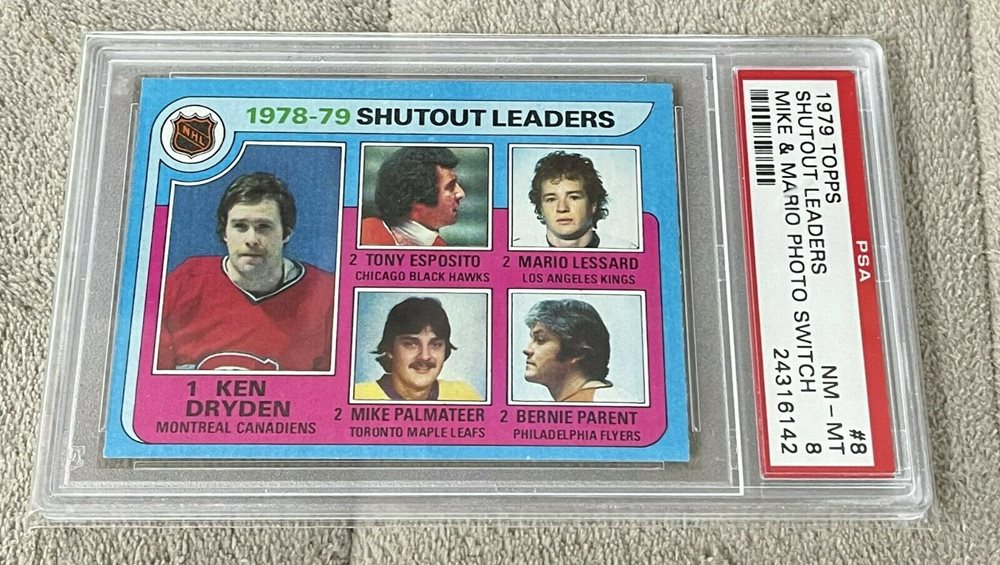 1978-79 SHUTOUT LEADERS
NHL
1 KEN
DRYDEN
MONTREAL CANADIENS
2 TONY ESPOSITO
CHICAGO BLACK HAWKS
2 MARIO LESSARD
LOS ANGELES KINGS
2 MIKE PALMATEER
TORONTO MAPLE LEAFS
2 BERNIE PARENT
PHILADELPHIA FLYERS
PSA
1979 TOPPS #8
SHUTOUT LEADERS NM - MT
MIKE & MARIO PHOTO SWITCH 8
24316142